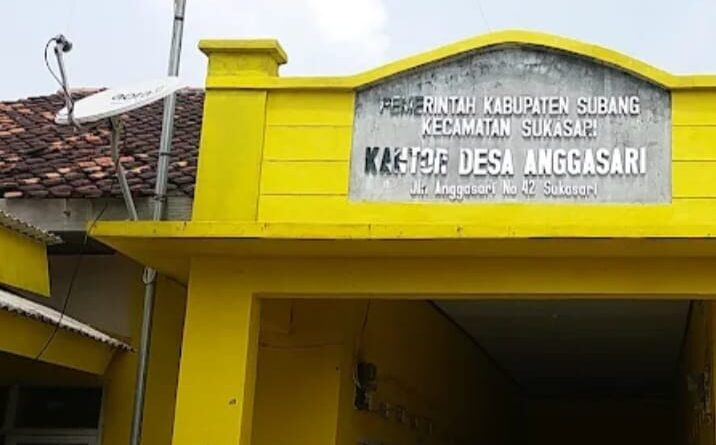 PEMERINTAH KABUPATEN SUBANG
KECAMATAN SUKASARI
KANTOR DESA ANGGASARI
Jln Anggasari No 42 Sukasari